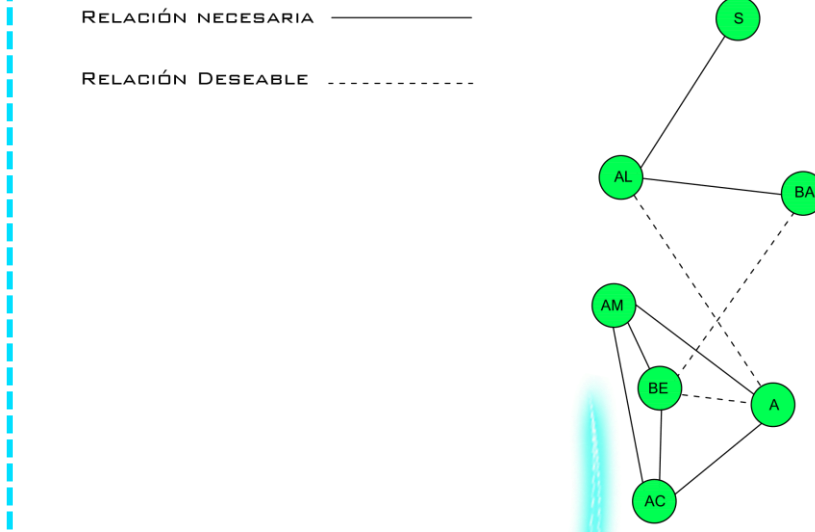 RELACIÓN NECESARIA
RELACIÓN DESEABLE
S
AL
BA
AM
BE
A
AC